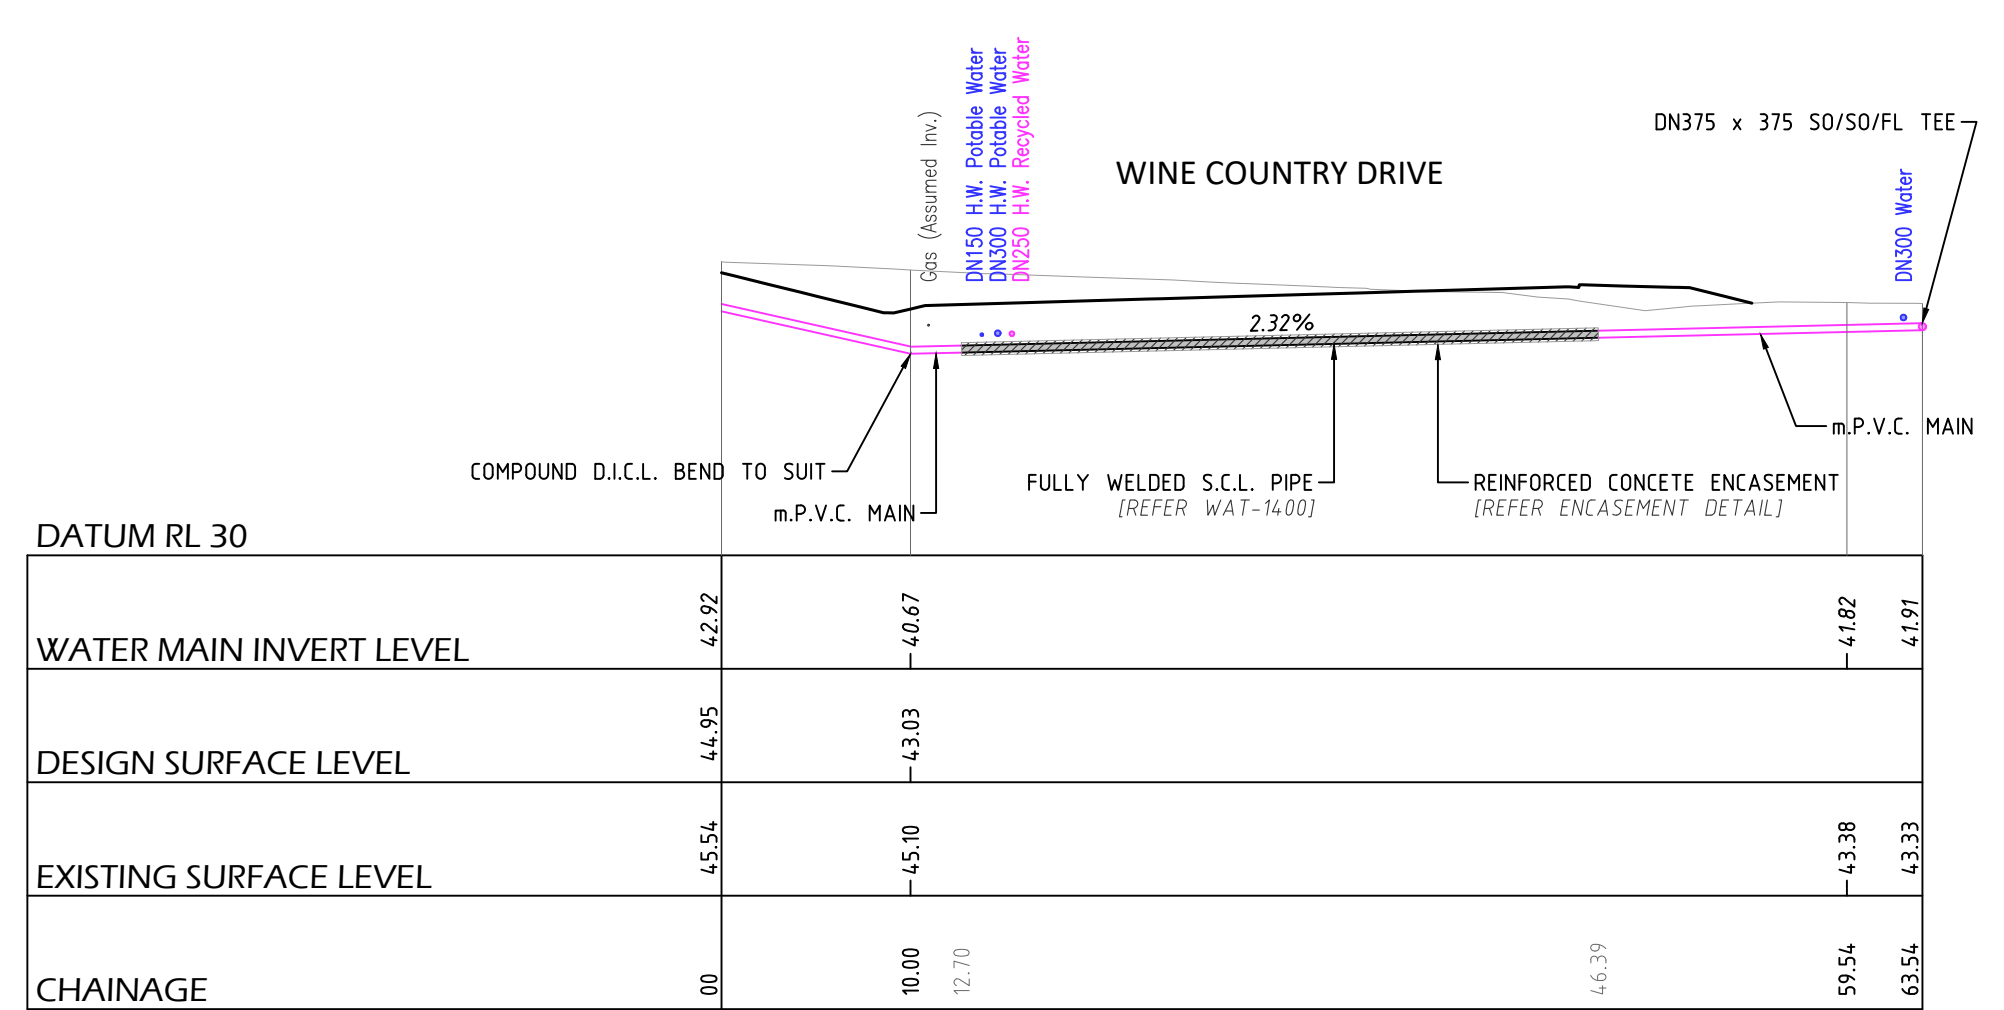 Gas (Assumed Inv.)
DN150 H.W. Potable Water
DN300 H.W. Potable Water
DN250 H.W. Recycled Water
WINE COUNTRY DRIVE
DN375 x 375 SO/SO/FL TEE
DN300 Water
2.32%
m.P.V.C. MAIN
COMPOUND D.I.C.L. BEND TO SUIT
m.P.V.C. MAIN
FULLY WELDED S.C.L. PIPE
[REFER WAT-1400]
REINFORCED CONCETE ENCASEMENT
[REFER ENCASEMENT DETAIL]
DATUM RL 30
WATER MAIN INVERT LEVEL 42.92 40.67 41.82 41.91
DESIGN SURFACE LEVEL 44.95 43.03
EXISTING SURFACE LEVEL 45.54 45.10 43.38 43.33
CHAINAGE 00 10.00 12.70 46.39 59.54 63.54